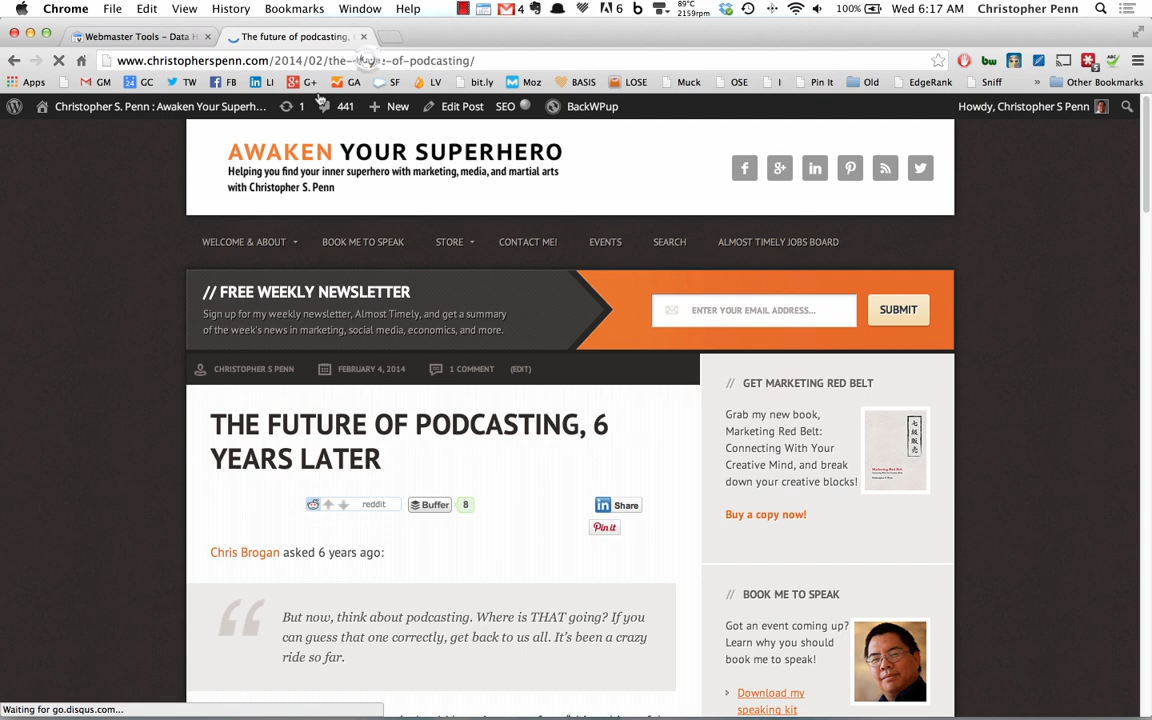 Chrome File Edit View History Bookmarks Window Help 4 6 89°C 2159rpm 100% Wed 6:17 AM Christopher Penn
Webmaster Tools – Data H
The future of podcasting,
www.christopherspenn.com/2014/02/the- -of-podcasting/
Apps GM GC TW FB LI G+ GA SF LV bit.ly Moz BASIS LOSE Muck OSE I Pin It Old EdgeRank Sniff » Other Bookmarks
Christopher S. Penn : Awaken Your Superh... 1 441 New Edit Post SEO BackWPup Howdy, Christopher S Penn
AWAKEN YOUR SUPERHERO
Helping you find your inner superhero with marketing, media, and martial arts
with Christopher S. Penn
WELCOME & ABOUT BOOK ME TO SPEAK STORE CONTACT ME! EVENTS SEARCH ALMOST TIMELY JOBS BOARD
// FREE WEEKLY NEWSLETTER
Sign up for my weekly newsletter, Almost Timely, and get a summary
of the week's news in marketing, social media, economics, and more.
ENTER YOUR EMAIL ADDRESS... SUBMIT
CHRISTOPHER S PENN FEBRUARY 4, 2014 1 COMMENT (EDIT)
THE FUTURE OF PODCASTING, 6
YEARS LATER
reddit Buffer 8 Share
Pin it
Chris Brogan asked 6 years ago:
But now, think about podcasting. Where is THAT going? If you
can guess that one correctly, get back to us all. It's been a crazy
ride so far.
// GET MARKETING RED BELT
Grab my new book,
Marketing Red Belt:
Connecting With Your
Creative Mind, and break
down your creative blocks!
Buy a copy now!
// BOOK ME TO SPEAK
Got an event coming up?
Learn why you should
book me to speak!
Download my
speaking kit
Waiting for go.disqus.com...